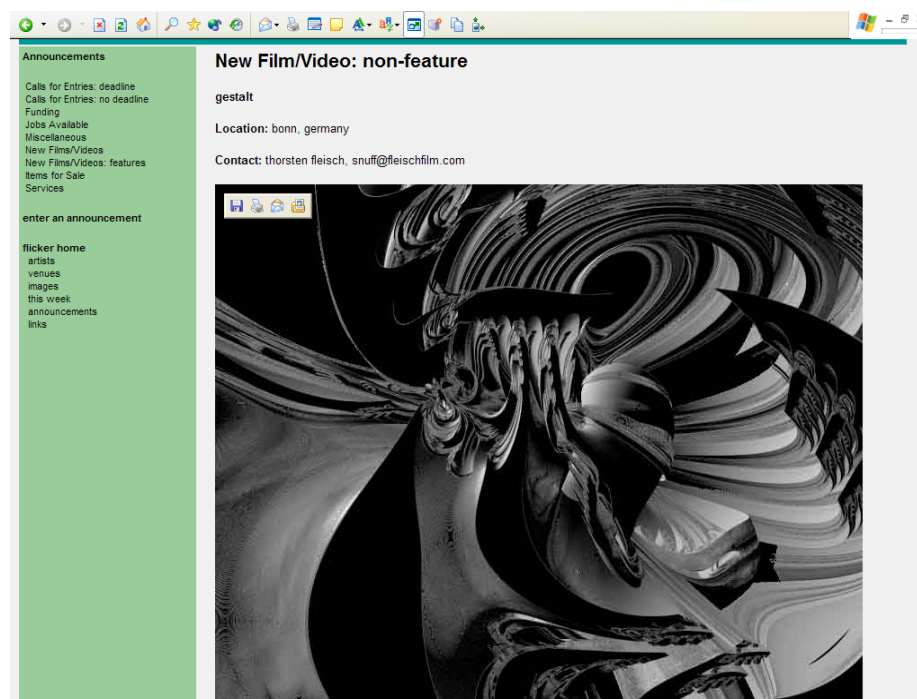 Announcements
Calls for Entries: deadline
Calls for Entries: no deadline
Funding
Jobs Available
Miscellaneous
New Films/Videos
New Films/Videos: features
Items for Sale
Services
enter an announcement
flicker home
artists
venues
images
this week
announcements
links
New Film/Video: non-feature
gestalt
Location: bonn, germany
Contact: thorsten fleisch, snuff@fleischfilm.com